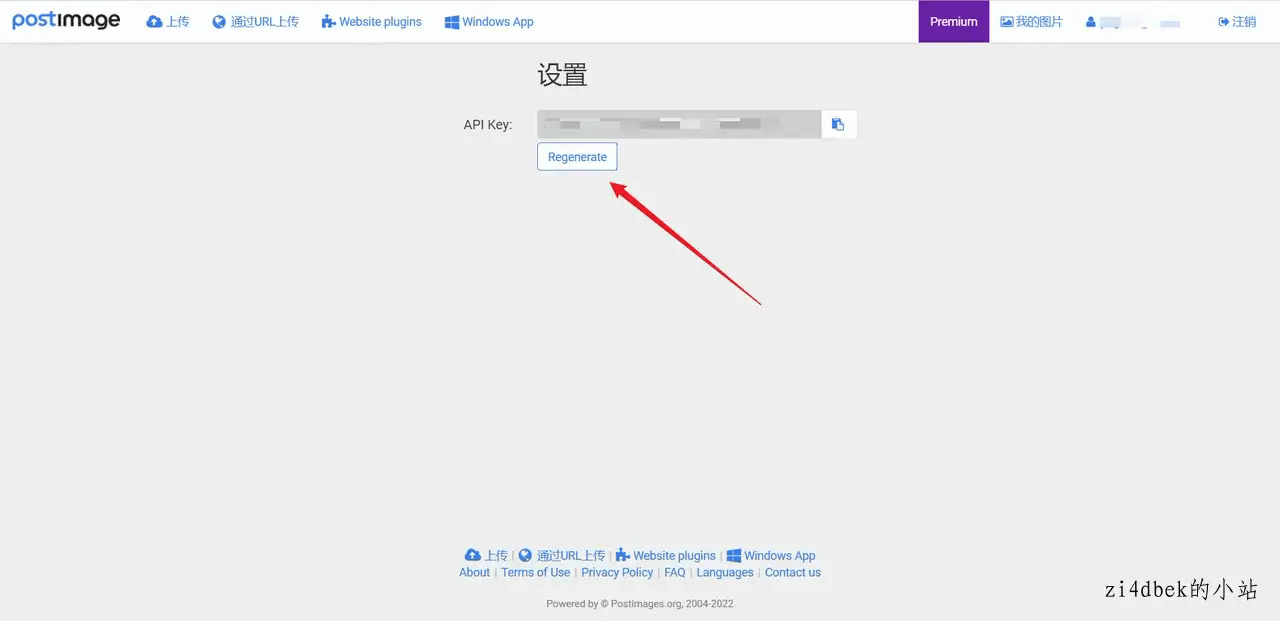 postimage 上传 通过URL上传 Website plugins Windows App Premium 我的图片 注销
设置
API Key:
Regenerate
上传 | 通过URL上传 | Website plugins | Windows App
About | Terms of Use | Privacy Policy | FAQ | Languages | Contact us
zi4dbek的小站
Powered by © Postimages.org, 2004-2022